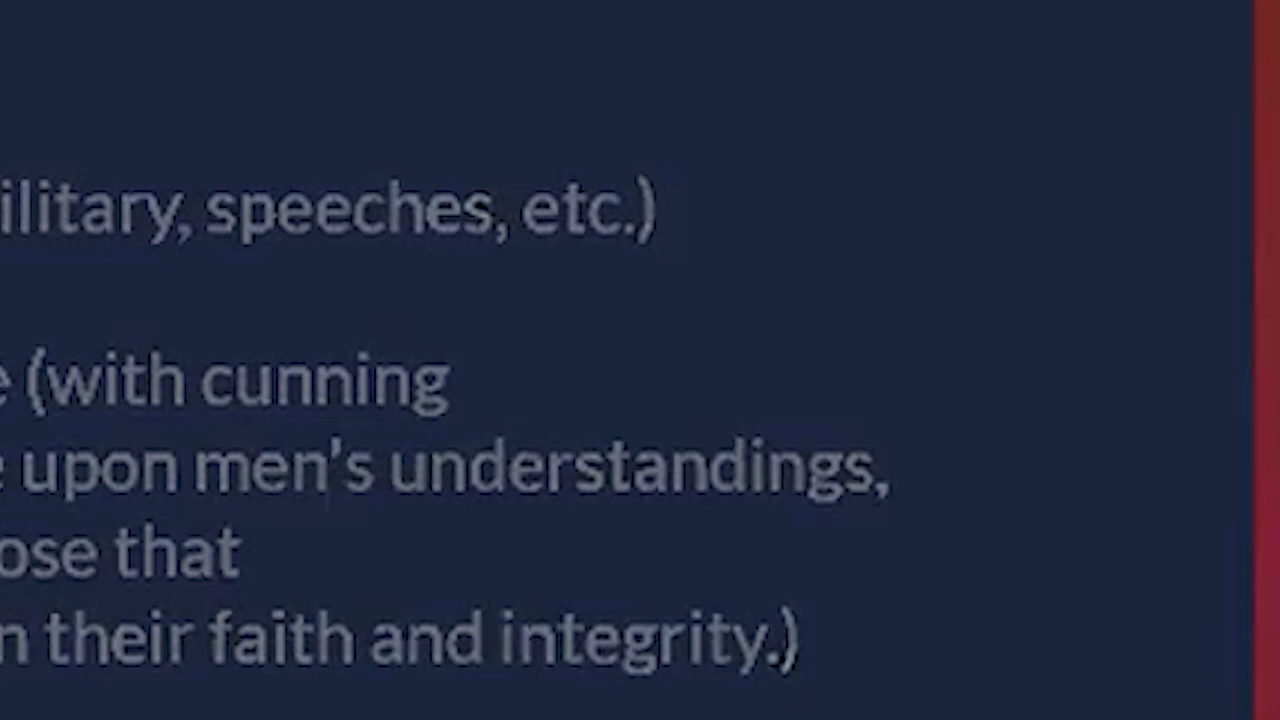 ilitary, speeches, etc.)
e (with cunning
e upon men's understandings,
ose that
n their faith and integrity.)